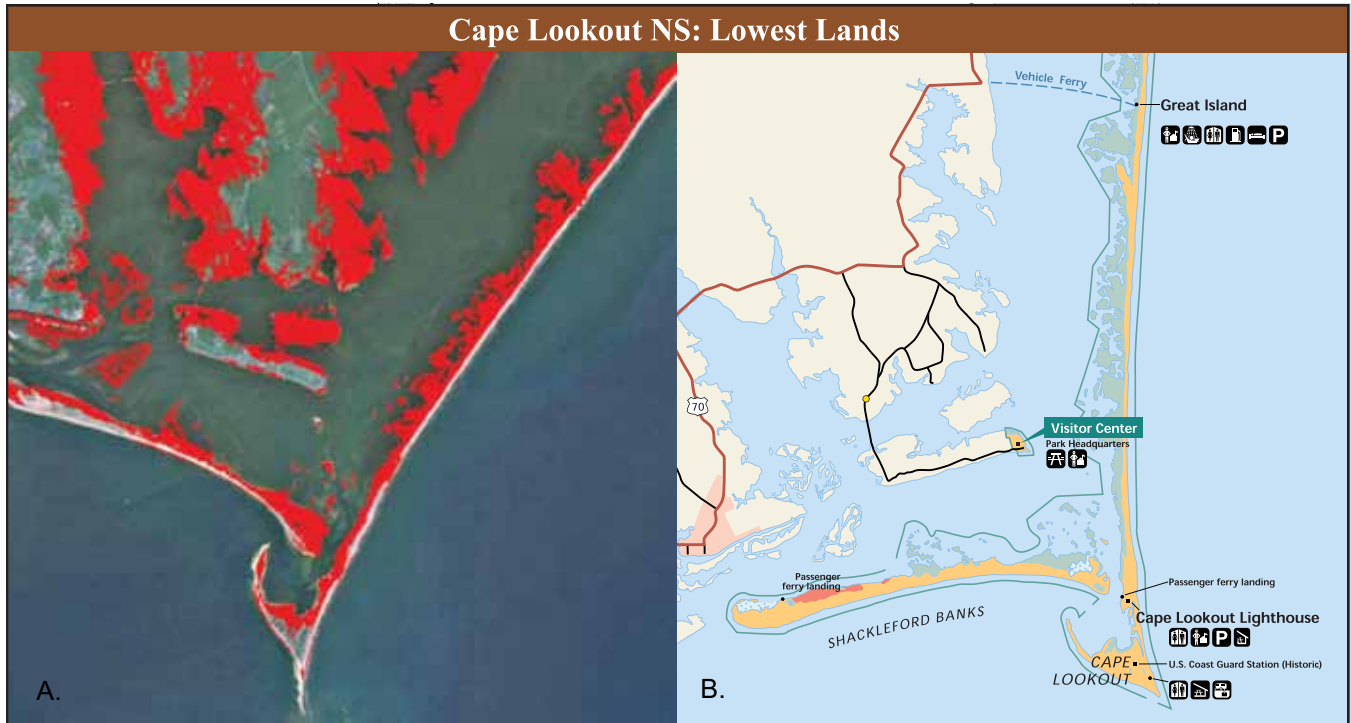 Cape Lookout NS: Lowest Lands
Vehicle Ferry
Great Island
P
70
Visitor Center
Park Headquarters
Passenger
ferry landing
Passenger ferry landing
SHACKLEFORD BANKS
Cape Lookout Lighthouse
P
CAPE
LOOKOUT
U.S. Coast Guard Station (Historic)
A.
B.